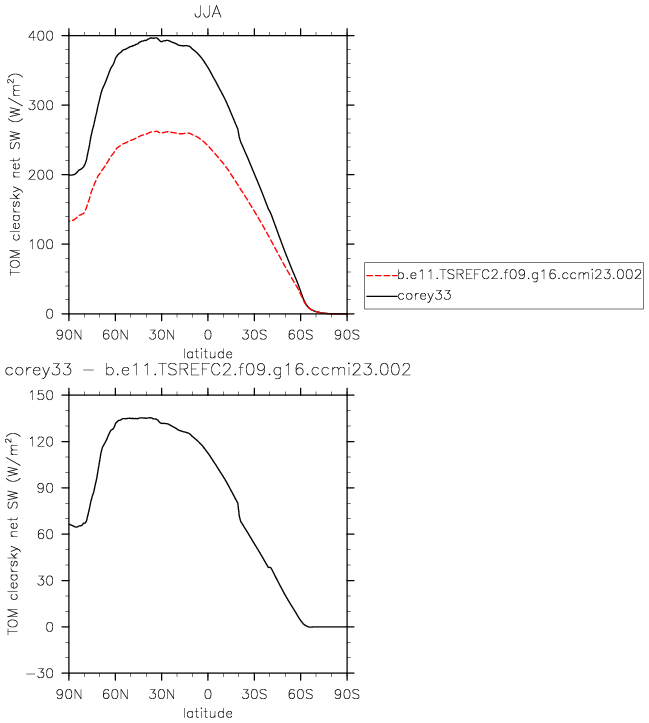 JJA
TOM clearsky net SW (W/m²)
400
300
200
100
0
90N 60N 30N 0 30S 60S 90S
latitude
b.e11.TSREFC2.f09.g16.ccmi23.002
corey33
corey33 − b.e11.TSREFC2.f09.g16.ccmi23.002
TOM clearsky net SW (W/m²)
150
120
90
60
30
0
−30
90N 60N 30N 0 30S 60S 90S
latitude